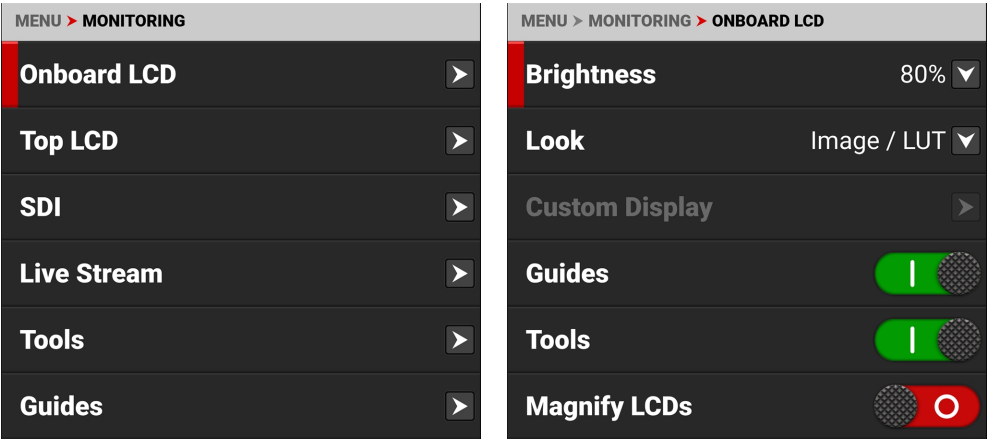 MENU > MONITORING
Onboard LCD
Top LCD
SDI
Live Stream
Tools
Guides
MENU > MONITORING > ONBOARD LCD
Brightness 80%
Look Image / LUT
Custom Display
Guides
Tools
Magnify LCDs